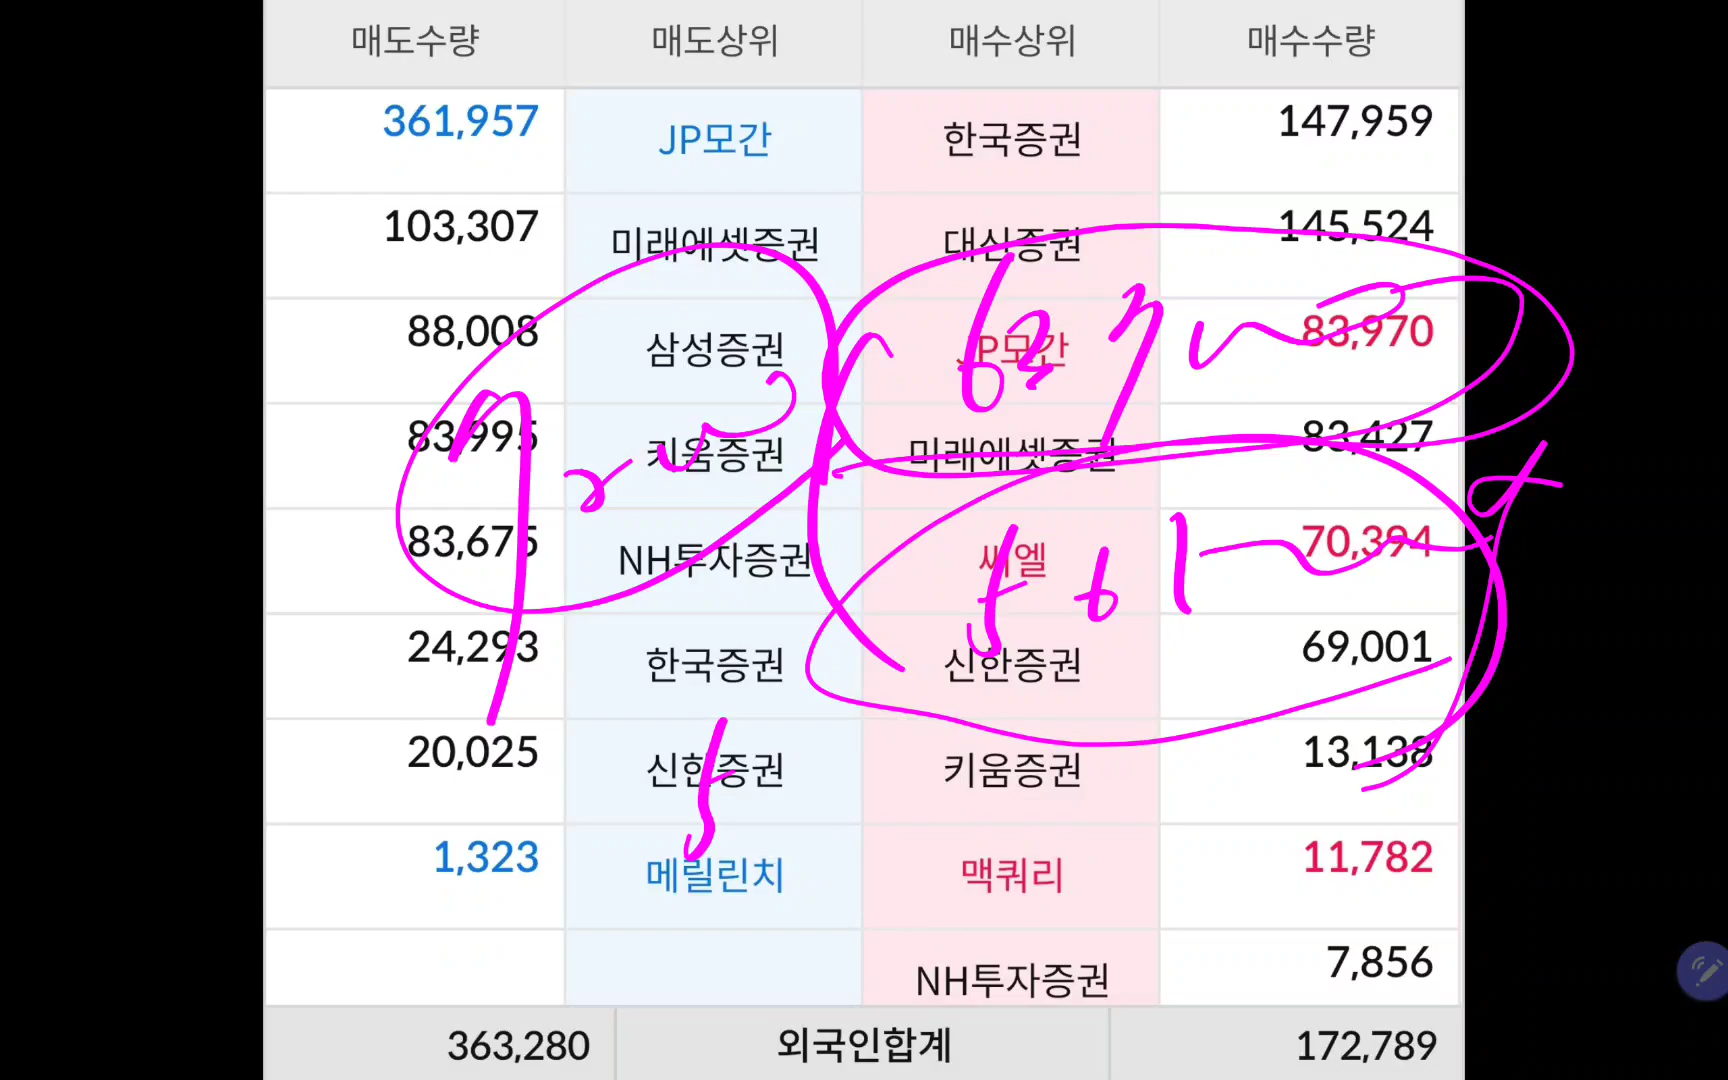 매도수량 매도상위 매수상위 매수수량
361,957 JP모간 한국증권 147,959
103,307 미래에셋증권 대신증권 145,524
88,008 삼성증권 JP모간 83,970
83,995 키움증권 미래에셋증권 83,427
83,675 NH투자증권 씨엘 70,394
24,293 한국증권 신한증권 69,001
20,025 신한증권 키움증권 13,138
1,323 메릴린치 맥쿼리 11,782
NH투자증권 7,856
363,280 외국인합계 172,789